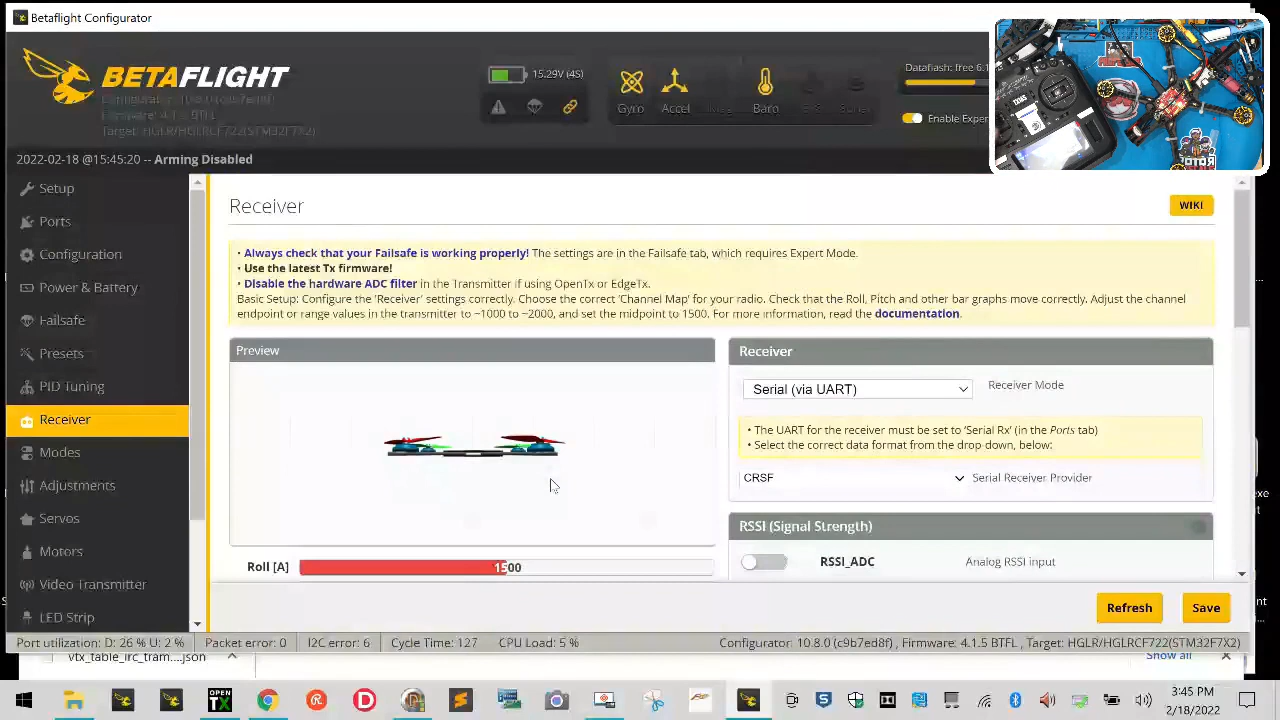 Betaflight Configurator
BETAFLIGHT
Target: HGLR/HGLRCF722(STM32F7X2)
15.29V (4S)
Gyro
Accel
Baro
Dataflash: free 6.1
Enable Exper
2022-02-18 @15:45:20 -- Arming Disabled
Setup
Ports
Configuration
Power & Battery
Failsafe
Presets
PID Tuning
Receiver
Modes
Adjustments
Servos
Motors
Video Transmitter
LED Strip
Receiver
WIKI
• Always check that your Failsafe is working properly! The settings are in the Failsafe tab, which requires Expert Mode.
• Use the latest Tx firmware!
• Disable the hardware ADC filter in the Transmitter if using OpenTx or EdgeTx.
Basic Setup: Configure the 'Receiver' settings correctly. Choose the correct 'Channel Map' for your radio. Check that the Roll, Pitch and other bar graphs move correctly. Adjust the channel
endpoint or range values in the transmitter to ~1000 to ~2000, and set the midpoint to 1500. For more information, read the documentation.
Preview
Roll [A]
1500
Receiver
Serial (via UART)
Receiver Mode
• The UART for the receiver must be set to 'Serial Rx' (in the Ports tab)
• Select the correct data format from the drop-down, below:
CRSF
Serial Receiver Provider
RSSI (Signal Strength)
RSSI_ADC
Analog RSSI input
Refresh
Save
Port utilization: D: 26 % U: 2 %
Packet error: 0
I2C error: 6
Cycle Time: 127
CPU Load: 5 %
Configurator: 10.8.0 (c9b7ed8f) , Firmware: 4.1.5 BTFL , Target: HGLR/HGLRCF722(STM32F7X2)
vtx_table_irc_tram....json
Show all
OPEN
TX
3:45 PM
2/18/2022